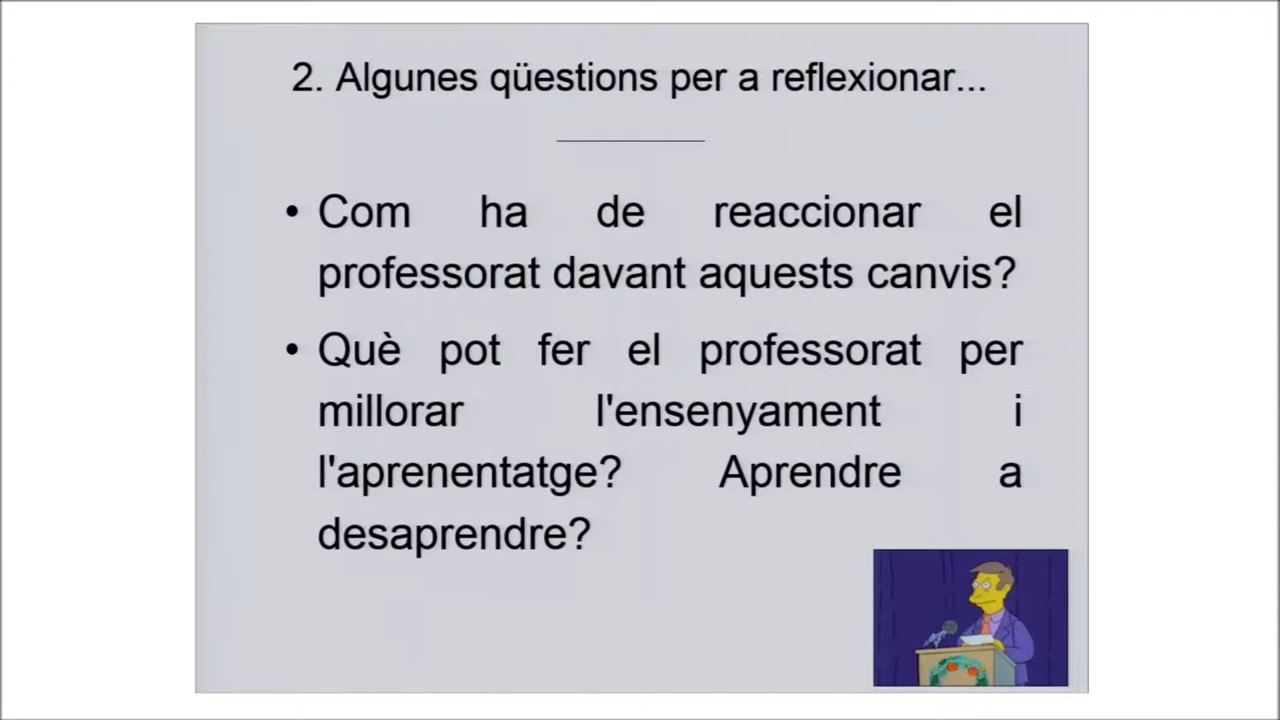 2. Algunes qüestions per a reflexionar...
• Com ha de reaccionar el
professorat davant aquests canvis?
• Què pot fer el professorat per
millorar l'ensenyament i
l'aprenentatge? Aprendre a
desaprendre?